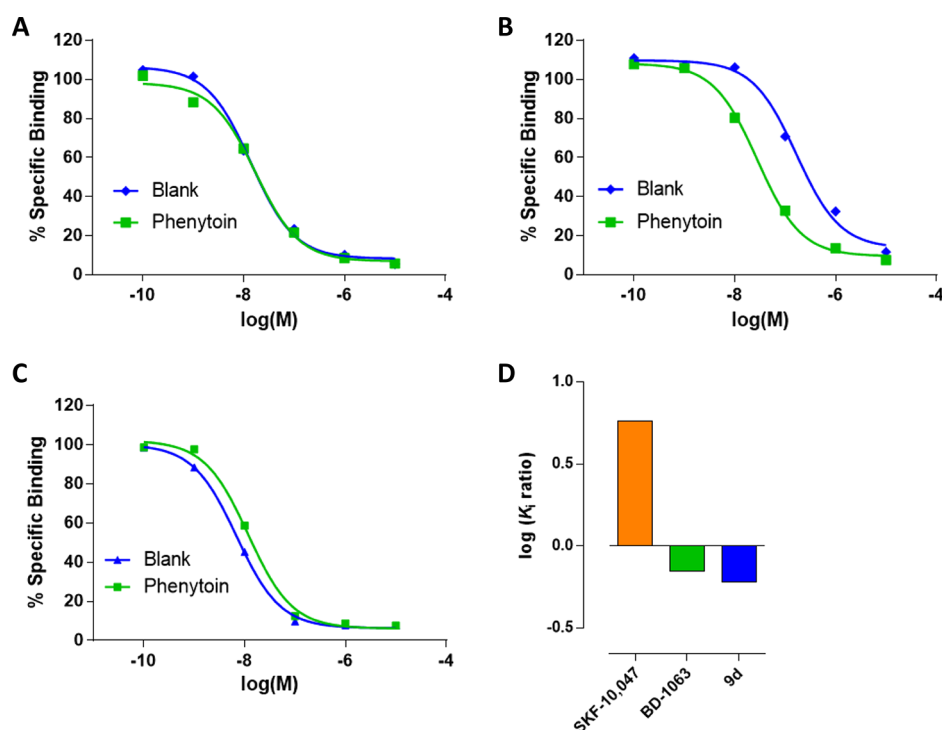 A
120
100
80
60
40
20
0
% Specific Binding
Blank
Phenytoin
-10
-8
-6
-4
log(M)
B
120
100
80
60
40
20
0
% Specific Binding
Blank
Phenytoin
-10
-8
-6
-4
log(M)
C
120
100
80
60
40
20
0
% Specific Binding
Blank
Phenytoin
-10
-8
-6
-4
log(M)
D
1.0
0.5
0.0
-0.5
log (Ki ratio)
SKF-10,047
BD-1063
9d